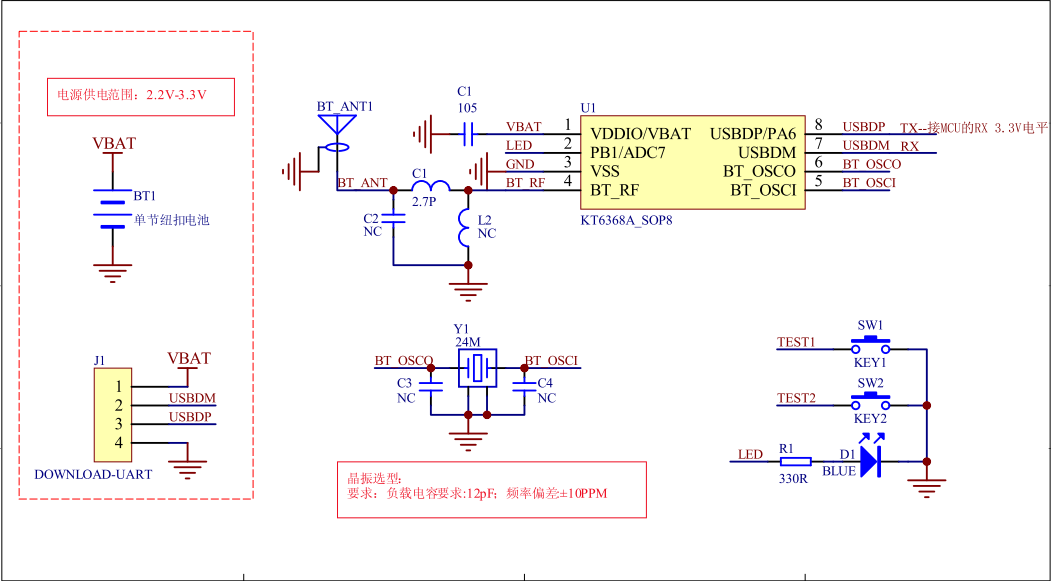 电源供电范围：2.2V-3.3V
VBAT
BT1
单节纽扣电池
J1
VBAT
1
2
USBDM
3
USBDP
4
DOWNLOAD-UART
BT_ANT1
C1
105
BT_ANT
C1
2.7P
C2
NC
L2
NC
U1
VBAT 1 VDDIO/VBAT USBDP/PA6 8 USBDP TX--接MCU的RX 3.3V电平
LED 2 PB1/ADC7 USBDM 7 USBDM RX
GND 3 VSS BT_OSCO 6 BT_OSCO
BT_RF 4 BT_RF BT_OSCI 5 BT_OSCI
KT6368A_SOP8
Y1
24M
BT_OSCO BT_OSCI
C3
NC
C4
NC
晶振选型:
要求：负载电容要求:12pF；频率偏差:±10PPM
SW1
TEST1
KEY1
SW2
TEST2
KEY2
LED R1
330R
D1
BLUE